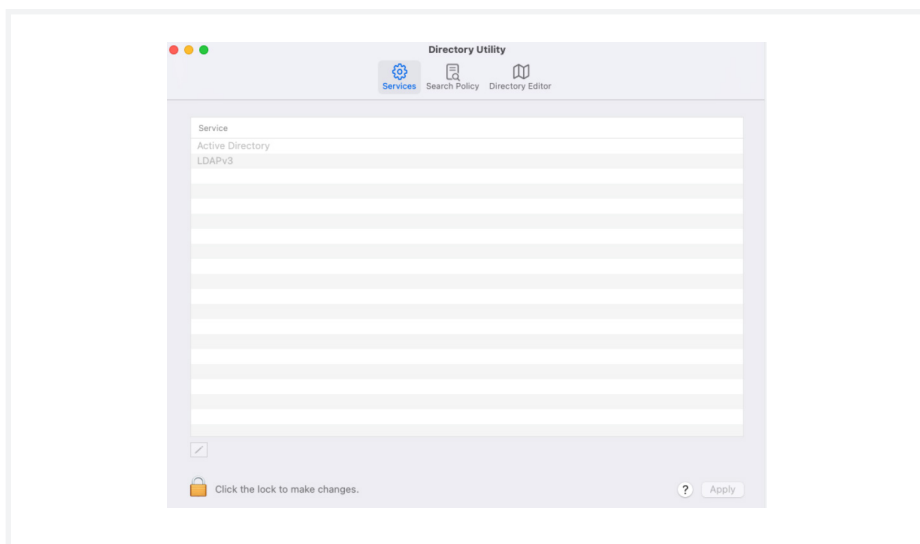 Directory Utility
Services Search Policy Directory Editor
Service
Active Directory
LDAPv3
Click the lock to make changes.
? Apply